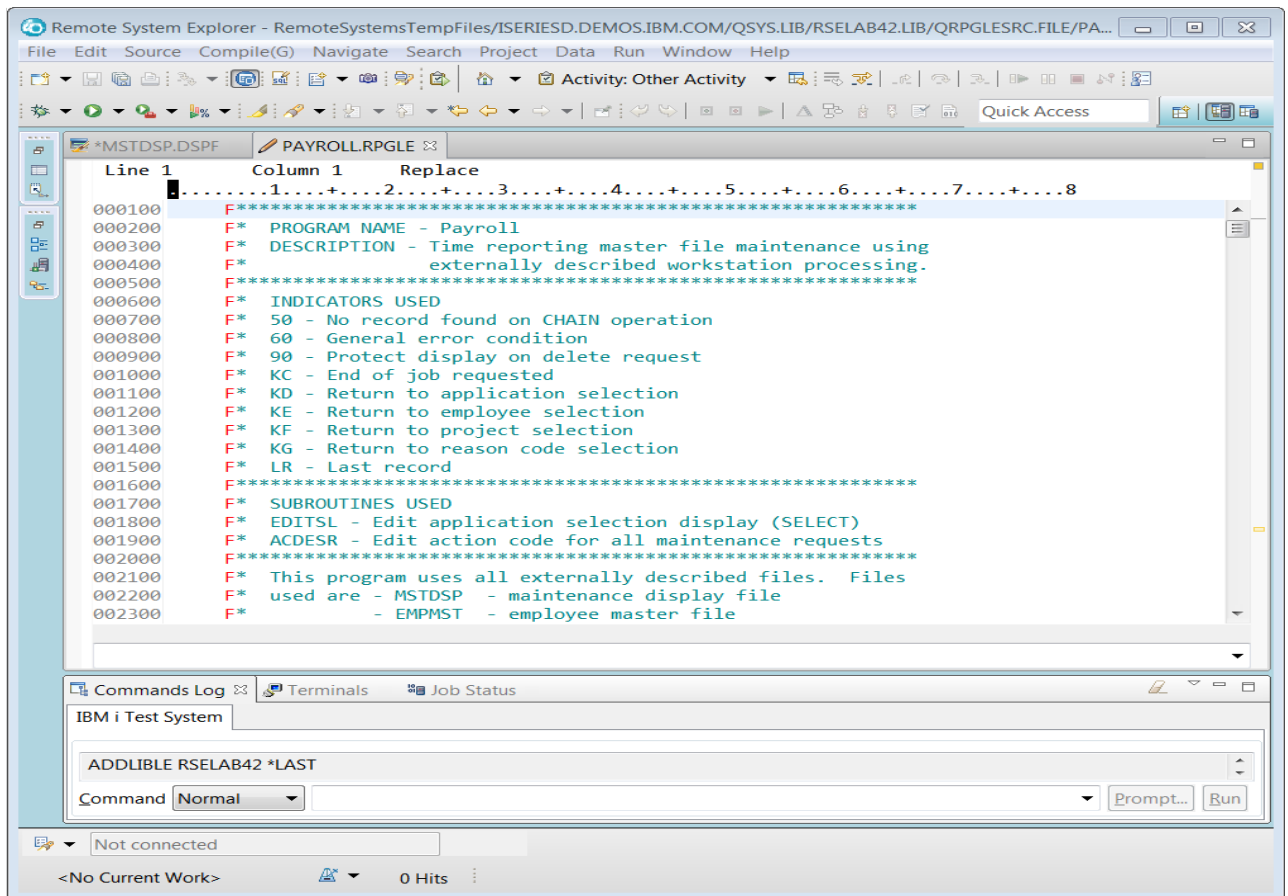 Remote System Explorer - RemoteSystemsTempFiles/ISERIESD.DEMOS.IBM.COM/QSYS.LIB/RSELAB42.LIB/QRPGLESRC.FILE/PA...
File Edit Source Compile(G) Navigate Search Project Data Run Window Help
Activity: Other Activity
Quick Access
*MSTDSP.DSPF PAYROLL.RPGLE
Line 1 Column 1 Replace
.........1....+....2....+....3....+....4....+....5....+....6....+....7....+....8
000100 F************************************************************
000200 F* PROGRAM NAME - Payroll
000300 F* DESCRIPTION - Time reporting master file maintenance using
000400 F* externally described workstation processing.
000500 F************************************************************
000600 F* INDICATORS USED
000700 F* 50 - No record found on CHAIN operation
000800 F* 60 - General error condition
000900 F* 90 - Protect display on delete request
001000 F* KC - End of job requested
001100 F* KD - Return to application selection
001200 F* KE - Return to employee selection
001300 F* KF - Return to project selection
001400 F* KG - Return to reason code selection
001500 F* LR - Last record
001600 F************************************************************
001700 F* SUBROUTINES USED
001800 F* EDITSL - Edit application selection display (SELECT)
001900 F* ACDESR - Edit action code for all maintenance requests
002000 F************************************************************
002100 F* This program uses all externally described files. Files
002200 F* used are - MSTDSP - maintenance display file
002300 F* - EMPMST - employee master file
Commands Log Terminals Job Status
IBM i Test System
ADDLIBLE RSELAB42 *LAST
Command Normal Prompt... Run
Not connected
<No Current Work> 0 Hits